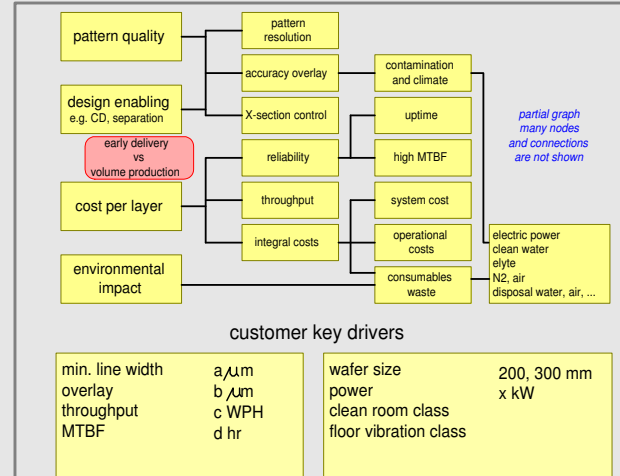 pattern quality
design enabling
e.g. CD, separation
early delivery
vs
volume production
cost per layer
environmental
impact
pattern
resolution
accuracy overlay
X-section control
reliability
throughput
integral costs
contamination
and climate
uptime
high MTBF
system cost
operational
costs
consumables
waste
partial graph
many nodes
and connections
are not shown
electric power
clean water
elyte
N2, air
disposal water, air, ...
customer key drivers
min. line width a μm
overlay b μm
throughput c WPH
MTBF d hr
wafer size 200, 300 mm
power x kW
clean room class
floor vibration class